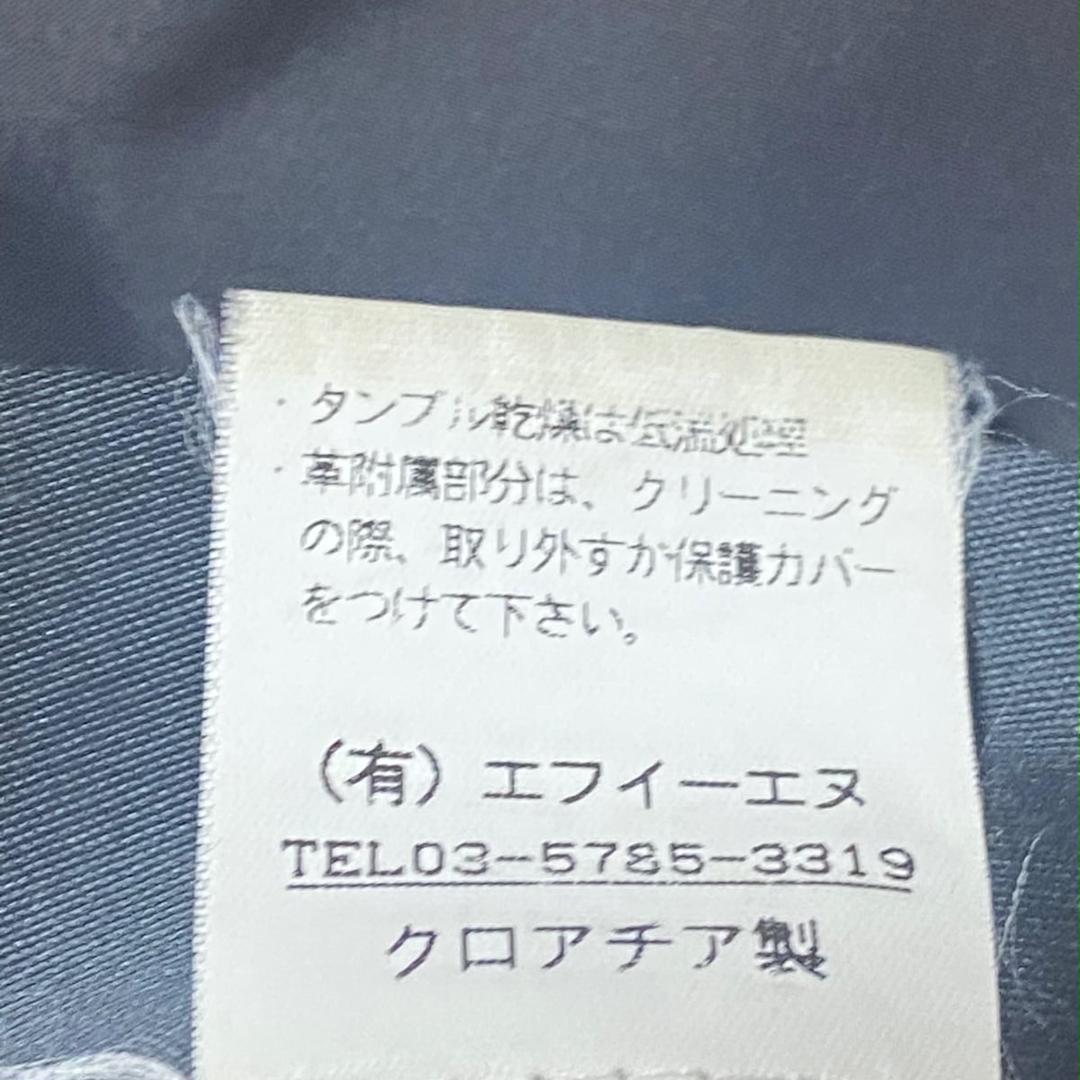 ・タンブル乾燥は低温処理
・革附属部分は、クリーニング
の際、取り外すか保護カバー
をつけて下さい。
(有)エフイーエヌ
TEL03-5785-3319
クロアチア製